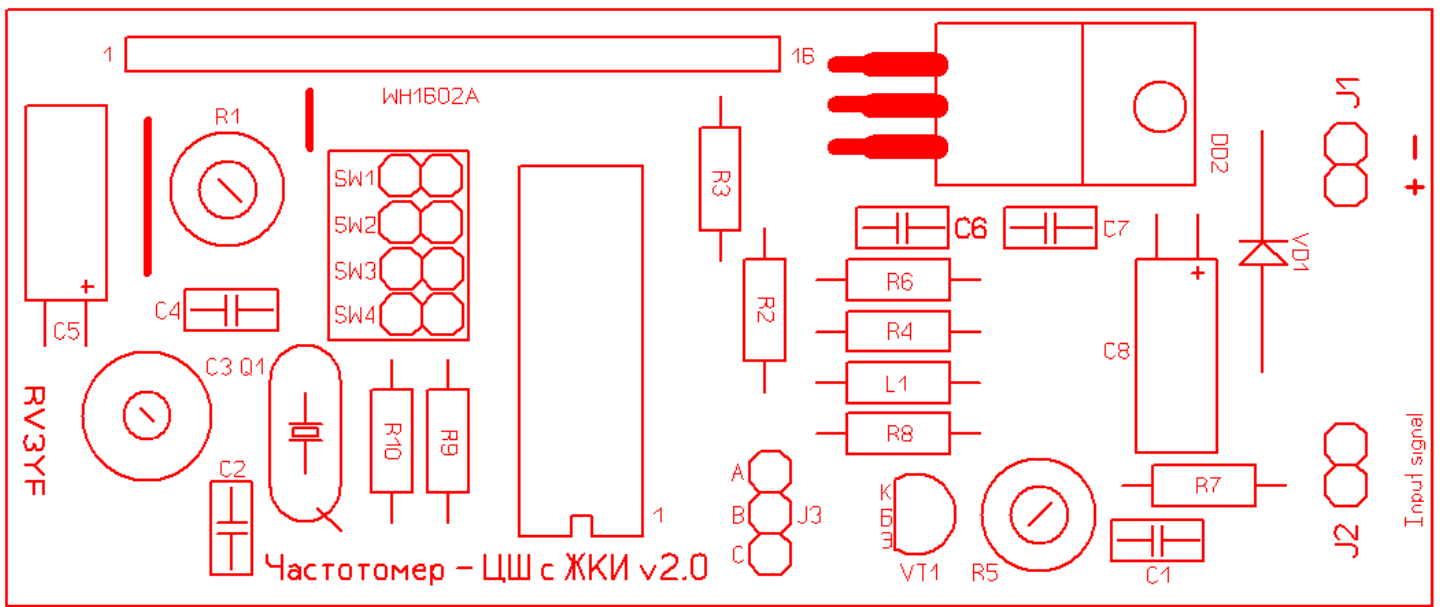 1
16
WH1602A
J1
R1
DD2
- +
R3
SW1
SW2
SW3
SW4
C6
C7
VD1
+
+
R6
R2
C4
C5
R4
C8
C3
Q1
L1
RV3YF
R10
R9
R8
Input signal
C2
A
B
C
J3
К
Б
Э
R7
1
J2
VT1
R5
C1
Частотомер - ЦШ с ЖКИ v2.0